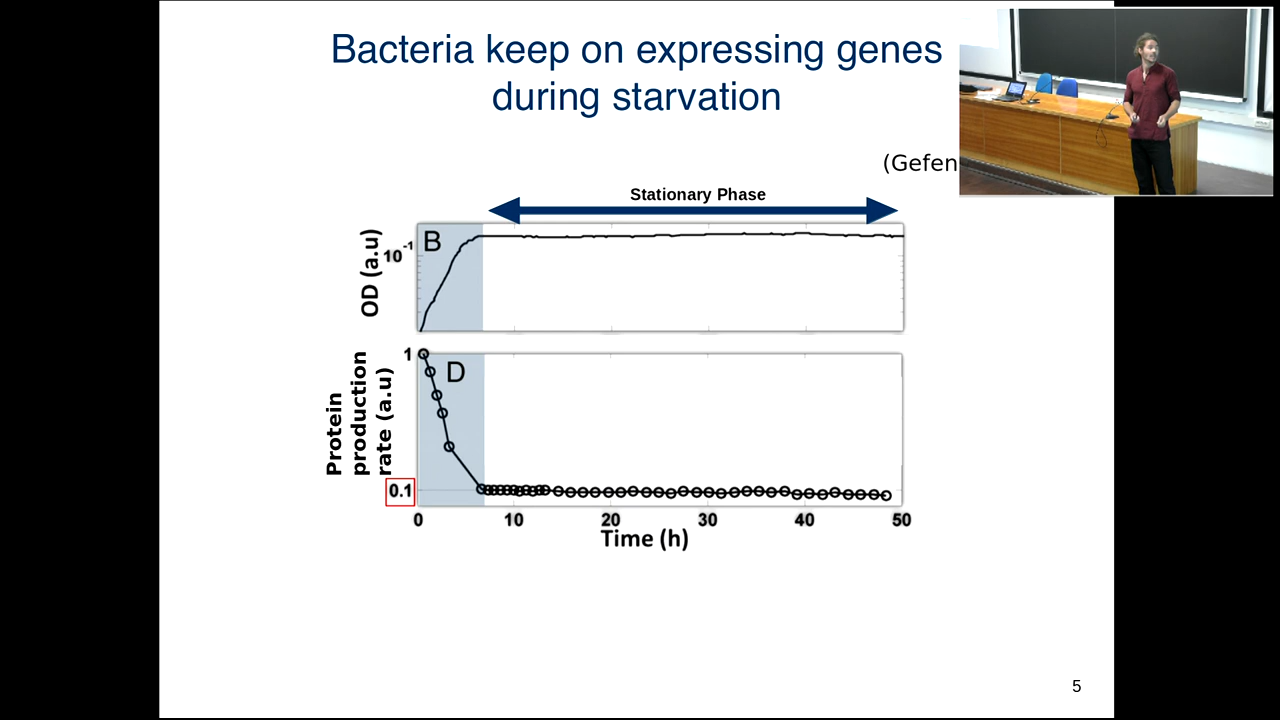 Bacteria keep on expressing genes
during starvation
(Gefen
Stationary Phase
B
OD (a.u)
10⁻¹
D
Protein
production
rate (a.u)
1
0.1
0 10 20 30 40 50
Time (h)
5